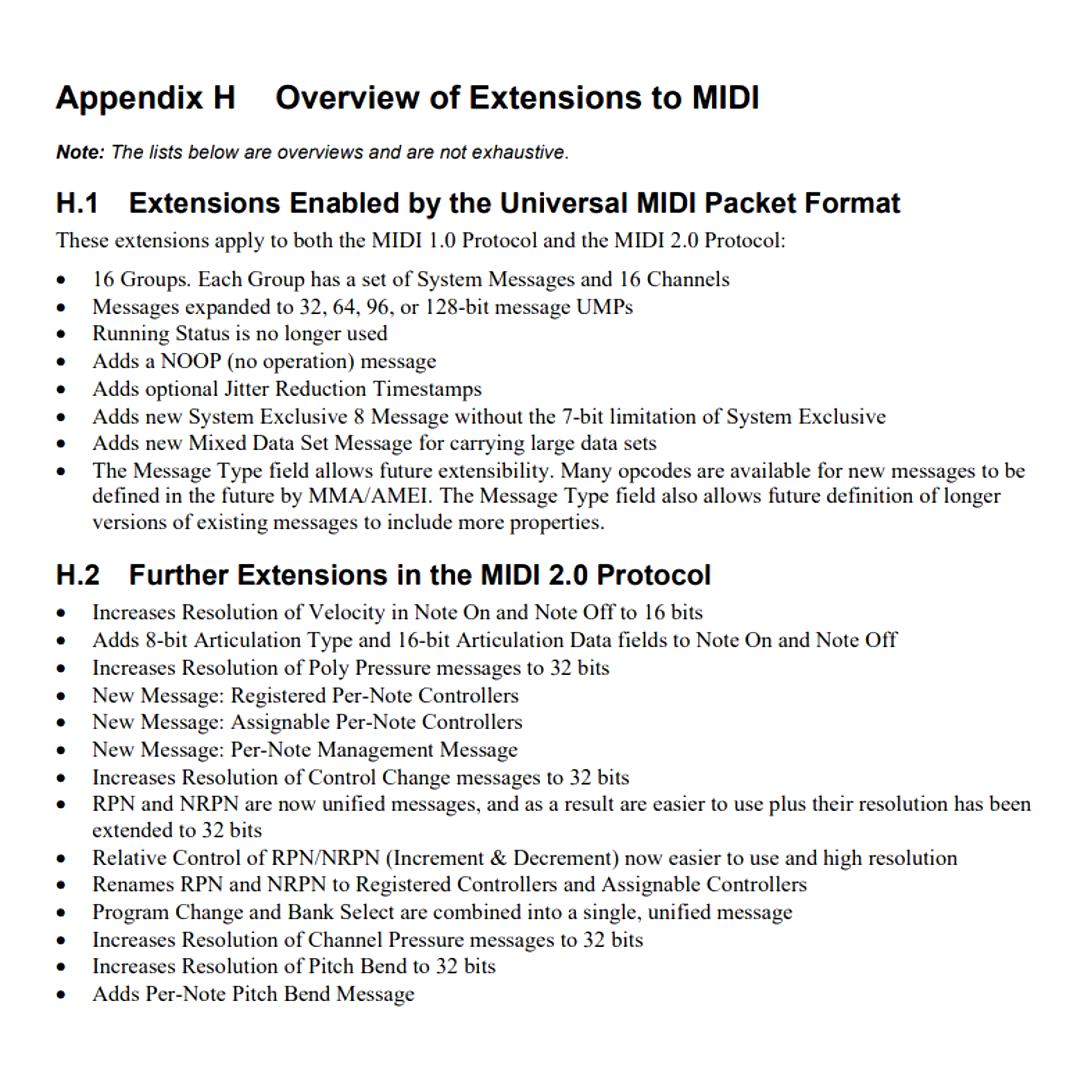 Appendix H Overview of Extensions to MIDI
Note: The lists below are overviews and are not exhaustive.
H.1 Extensions Enabled by the Universal MIDI Packet Format
These extensions apply to both the MIDI 1.0 Protocol and the MIDI 2.0 Protocol:
• 16 Groups. Each Group has a set of System Messages and 16 Channels
• Messages expanded to 32, 64, 96, or 128-bit message UMPs
• Running Status is no longer used
• Adds a NOOP (no operation) message
• Adds optional Jitter Reduction Timestamps
• Adds new System Exclusive 8 Message without the 7-bit limitation of System Exclusive
• Adds new Mixed Data Set Message for carrying large data sets
• The Message Type field allows future extensibility. Many opcodes are available for new messages to be
defined in the future by MMA/AMEI. The Message Type field also allows future definition of longer
versions of existing messages to include more properties.
H.2 Further Extensions in the MIDI 2.0 Protocol
• Increases Resolution of Velocity in Note On and Note Off to 16 bits
• Adds 8-bit Articulation Type and 16-bit Articulation Data fields to Note On and Note Off
• Increases Resolution of Poly Pressure messages to 32 bits
• New Message: Registered Per-Note Controllers
• New Message: Assignable Per-Note Controllers
• New Message: Per-Note Management Message
• Increases Resolution of Control Change messages to 32 bits
• RPN and NRPN are now unified messages, and as a result are easier to use plus their resolution has been
extended to 32 bits
• Relative Control of RPN/NRPN (Increment & Decrement) now easier to use and high resolution
• Renames RPN and NRPN to Registered Controllers and Assignable Controllers
• Program Change and Bank Select are combined into a single, unified message
• Increases Resolution of Channel Pressure messages to 32 bits
• Increases Resolution of Pitch Bend to 32 bits
• Adds Per-Note Pitch Bend Message